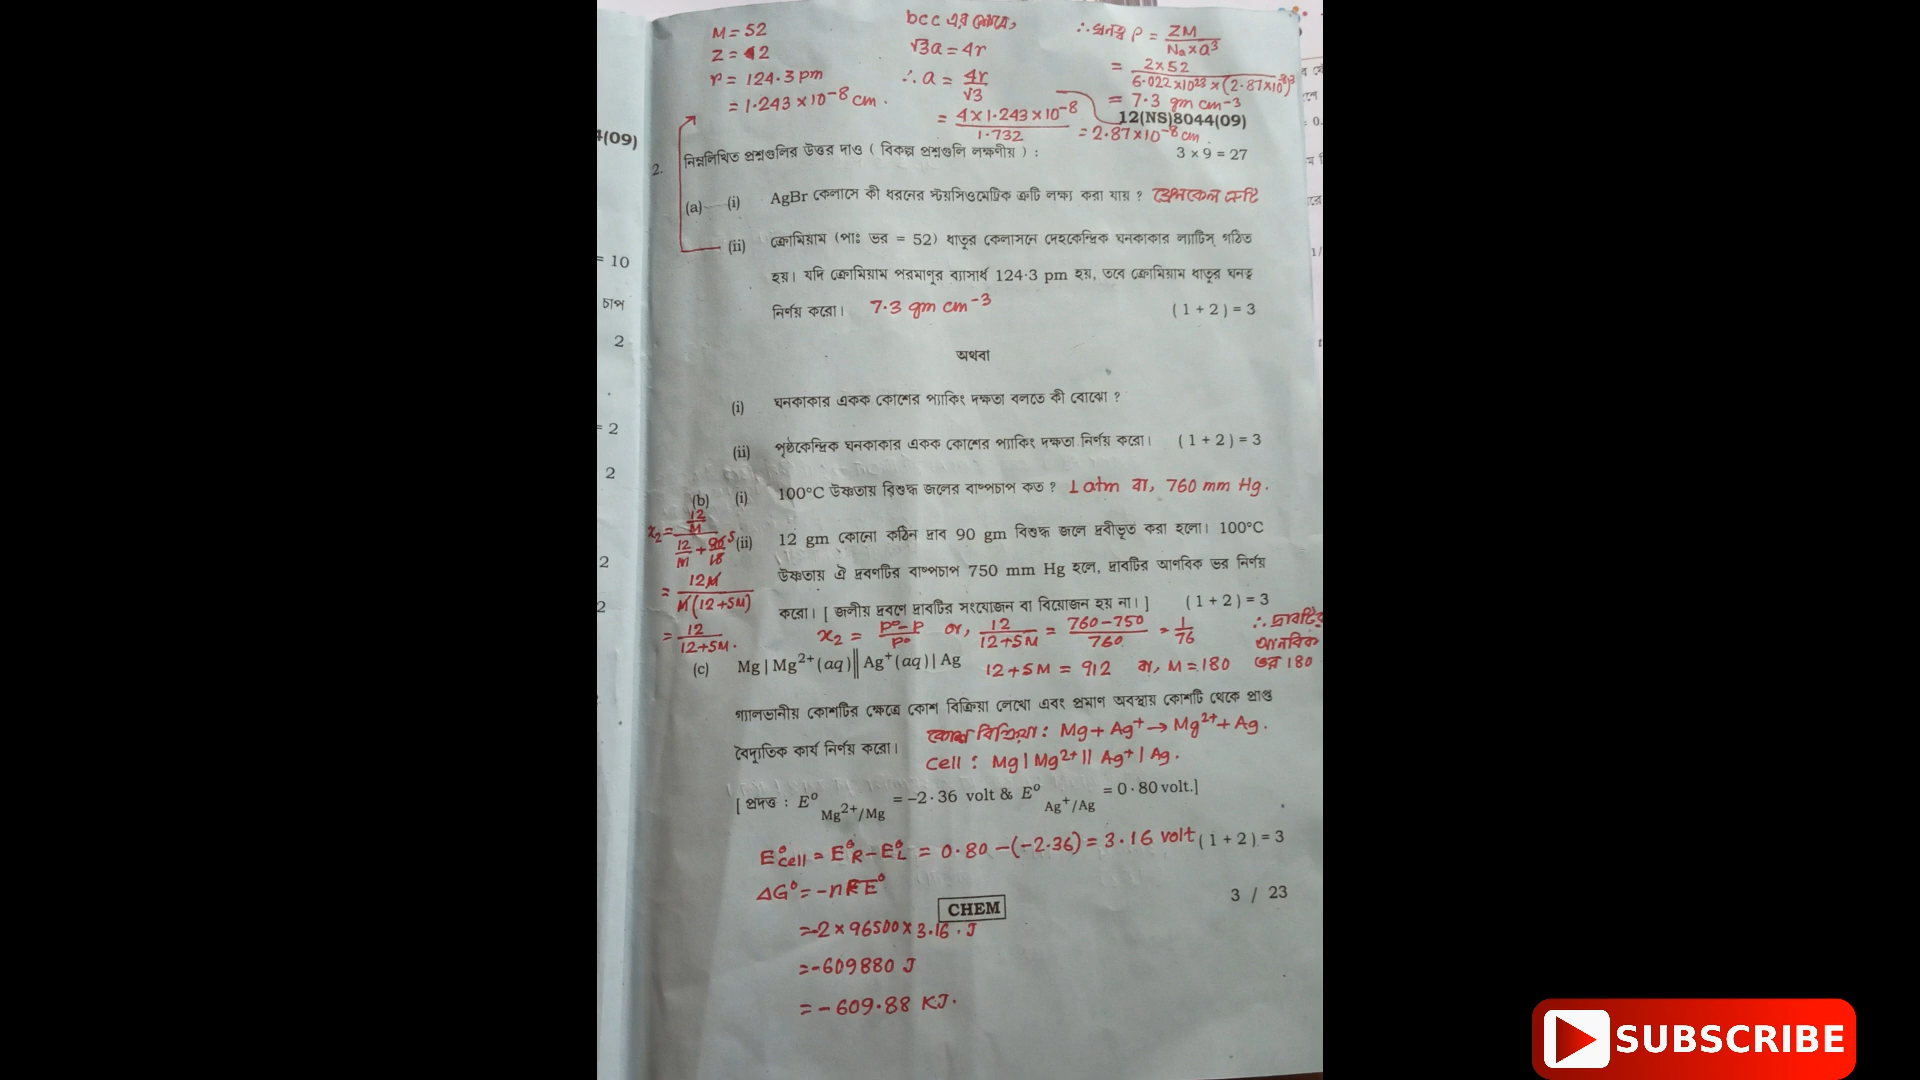 M = 52
Z = 2
r = 124.3 pm
= 1.243 × 10⁻⁸ cm.
bcc এর ক্ষেত্রে,
√3a = 4r
∴ a = 4r/√3
= 4 × 1.243 × 10⁻⁸ / 1.732
= 2.87 × 10⁻⁸ cm.
∴ ঘনত্ব ρ = ZM / Nₐ × a³
= 2 × 52 / 6.022 × 10²³ × (2.87 × 10⁻⁸)³
= 7.3 gm cm⁻³
12(NS)8044(09)
(09)
2. নিম্নলিখিত প্রশ্নগুলির উত্তর দাও ( বিকল্প প্রশ্নগুলি লক্ষণীয় ) : 3 × 9 = 27
(a) (i) AgBr কেলাসে কী ধরনের স্টয়সিওমেট্রিক ত্রুটি লক্ষ্য করা যায় ? ফ্রেনকেল ত্রুটি
(ii) ক্রোমিয়াম (পাঃ ভর = 52) ধাতুর কেলাসনে দেহকেন্দ্রিক ঘনকাকার ল্যাটিস্ গঠিত
= 10
হয়। যদি ক্রোমিয়াম পরমাণুর ব্যাসার্ধ 124·3 pm হয়, তবে ক্রোমিয়াম ধাতুর ঘনত্ব
চাপ
নির্ণয় করো। 7.3 gm cm⁻³ ( 1 + 2 ) = 3
2
অথবা
(i) ঘনকাকার একক কোশের প্যাকিং দক্ষতা বলতে কী বোঝো ?
= 2
(ii) পৃষ্ঠকেন্দ্রিক ঘনকাকার একক কোশের প্যাকিং দক্ষতা নির্ণয় করো। ( 1 + 2 ) = 3
2
(b) (i) 100°C উষ্ণতায় বিশুদ্ধ জলের বাষ্পচাপ কত ? 1 atm বা, 760 mm Hg.
(ii) 12 gm কোনো কঠিন দ্রাব 90 gm বিশুদ্ধ জলে দ্রবীভূত করা হলো। 100°C
2
উষ্ণতায় ঐ দ্রবণটির বাষ্পচাপ 750 mm Hg হলে, দ্রাবটির আণবিক ভর নির্ণয়
2
করো। [ জলীয় দ্রবণে দ্রাবটির সংযোজন বা বিয়োজন হয় না। ] ( 1 + 2 ) = 3
x₂ = 12/M / 12/M + 90/18 5
= 12M / M(12+5M)
= 12 / 12+5M.
x₂ = p°-p / p° or, 12 / 12+5M = 760-750 / 760 = 1/76
12+5M = 912 বা, M = 180
∴ দ্রাবটির
আনবিক
ভর 180
(c) Mg | Mg²⁺(aq) || Ag⁺(aq) | Ag
গ্যালভানীয় কোশটির ক্ষেত্রে কোশ বিক্রিয়া লেখো এবং প্রমাণ অবস্থায় কোশটি থেকে প্রাপ্ত
বৈদ্যুতিক কার্য নির্ণয় করো।
কোশ বিক্রিয়া: Mg + Ag⁺ → Mg²⁺ + Ag.
Cell : Mg | Mg²⁺ || Ag⁺ | Ag.
[ প্রদত্ত : E° Mg²⁺/Mg = –2·36 volt & E° Ag⁺/Ag = 0·80 volt.]
E°cell = E°R – E°L = 0.80 – (–2.36) = 3.16 volt ( 1 + 2 ) = 3
ΔG° = –nFE°
= –2 × 96500 × 3.16. J
= –609880 J
= –609.88 KJ.
CHEM
3 / 23
SUBSCRIBE